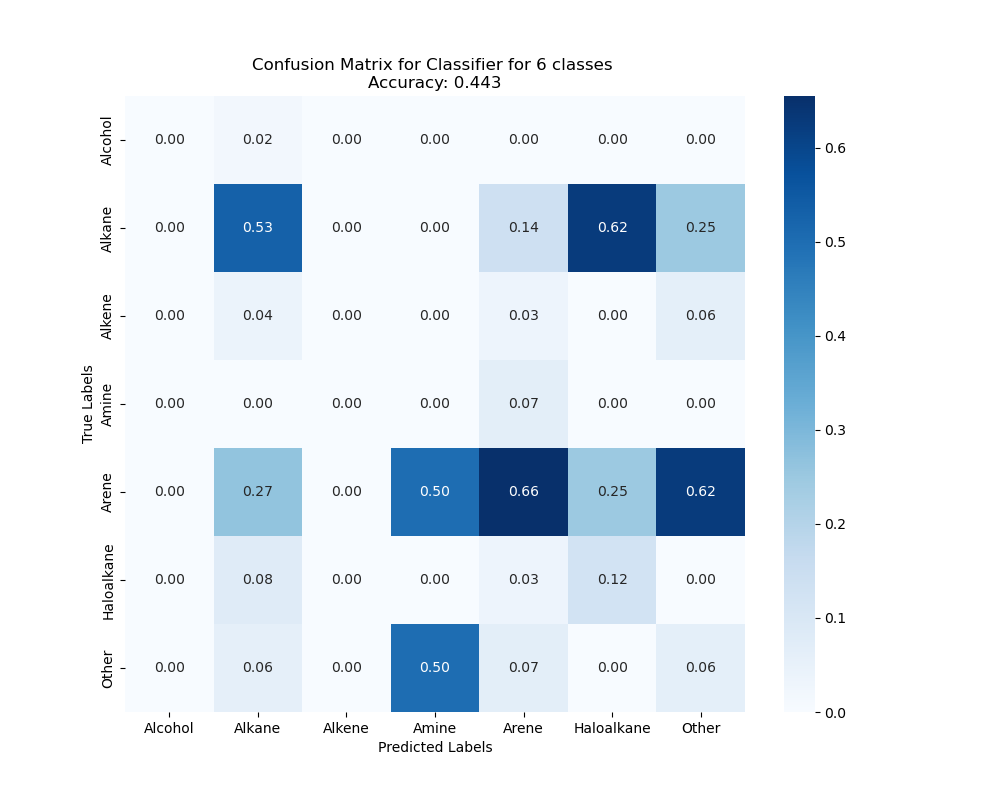 Confusion Matrix for Classifier for 6 classes
Accuracy: 0.443
Alcohol 0.00 0.02 0.00 0.00 0.00 0.00 0.00
Alkane 0.00 0.53 0.00 0.00 0.14 0.62 0.25
Alkene 0.00 0.04 0.00 0.00 0.03 0.00 0.06
Amine 0.00 0.00 0.00 0.00 0.07 0.00 0.00
Arene 0.00 0.27 0.00 0.50 0.66 0.25 0.62
Haloalkane 0.00 0.08 0.00 0.00 0.03 0.12 0.00
Other 0.00 0.06 0.00 0.50 0.07 0.00 0.06
True Labels
Alcohol Alkane Alkene Amine Arene Haloalkane Other
Predicted Labels
0.6
0.5
0.4
0.3
0.2
0.1
0.0